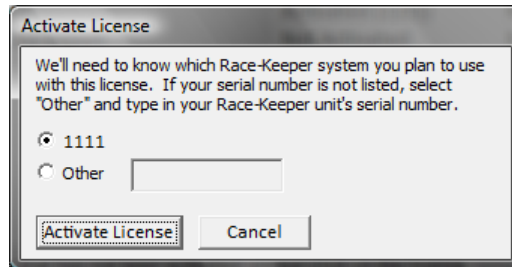 Activate License
We'll need to know which Race-Keeper system you plan to use
with this license.  If your serial number is not listed, select
"Other" and type in your Race-Keeper unit's serial number.
1111
Other
Activate License Cancel